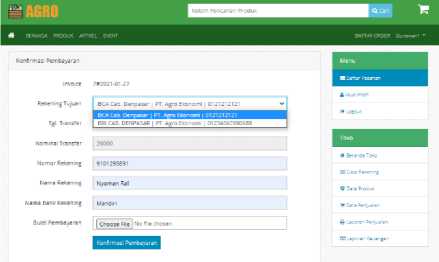 AGRO
Kolom Pencarian Produk
Cari
BERANDA PRODUK ARTIKEL EVENT
DAFTAR ORDER
Konfirmasi Pembayaran
Invoice
7#2021-01-27
Rekening Tujuan
BCA Cab. Denpasar | PT. Agro Ekonomi | 0121212121
BCA Cab. Denpasar | PT. Agro Ekonomi | 0121212121
BRI CAB. DENPASAR | PT. Agro Ekonomi |
Tgl. Transfer
Nominal Transfer
20000
Nomor Rekening
9101293891
Nama Rekening
Nyoman Fall
Nama Bank Rekening
Mandiri
Bukti Pembayaran
Choose File No file chosen
Konfirmasi Pembayaran
Menu
Daftar Pesanan
Akun Profil
Logout
Toko
Beranda Toko
Data Rekening
Data Produk
Data Penjualan
Laporan Penjualan
Laporan Keuangan